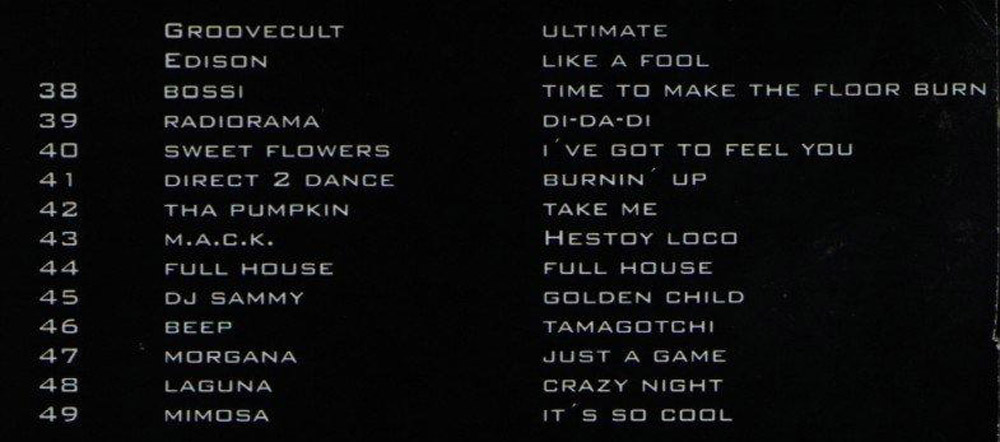 GROOVECULT ULTIMATE
EDISON LIKE A FOOL
38 BOSSI TIME TO MAKE THE FLOOR BURN
39 RADIORAMA DI-DA-DI
40 SWEET FLOWERS I´VE GOT TO FEEL YOU
41 DIRECT 2 DANCE BURNIN´ UP
42 THA PUMPKIN TAKE ME
43 M.A.C.K. HESTOY LOCO
44 FULL HOUSE FULL HOUSE
45 DJ SAMMY GOLDEN CHILD
46 BEEP TAMAGOTCHI
47 MORGANA JUST A GAME
48 LAGUNA CRAZY NIGHT
49 MIMOSA IT´S SO COOL